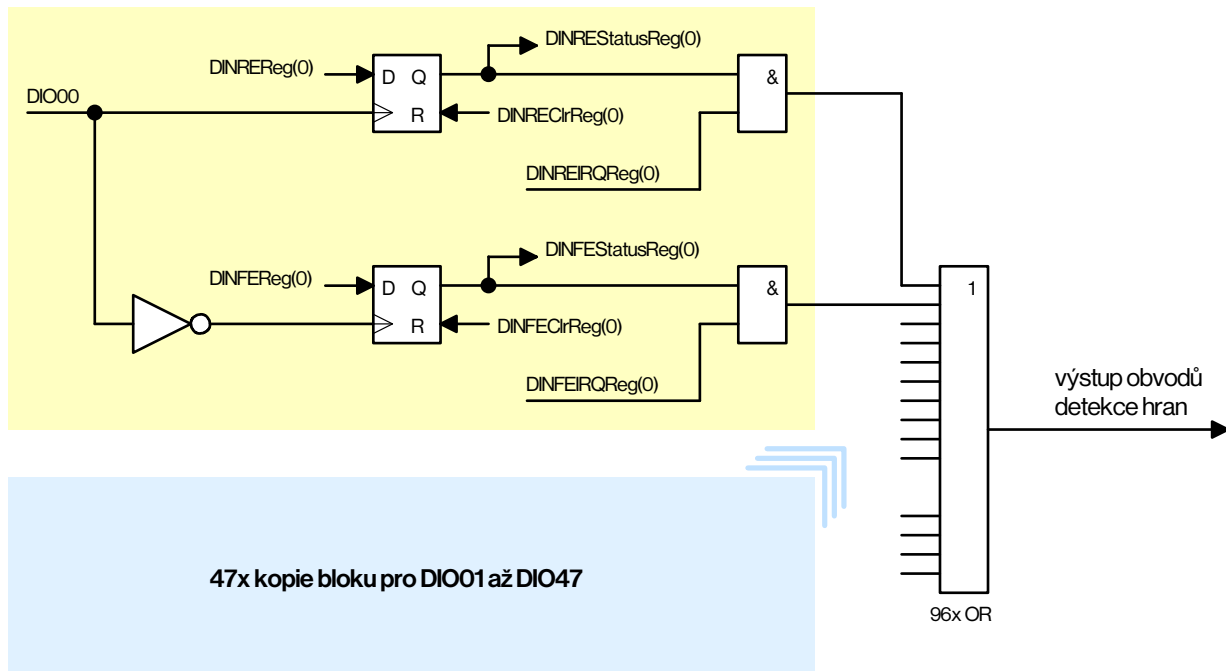 DINREStatusReg(0)
DINREReg(0)
D Q
&
DIO00
R
DINREClrReg(0)
DINREIRQReg(0)
DINFEStatusReg(0)
DINFEReg(0)
D Q
&
1
R
DINFEClrReg(0)
DINFEIRQReg(0)
výstup obvodů
detekce hran
47x kopie bloku pro DIO01 až DIO47
96x OR